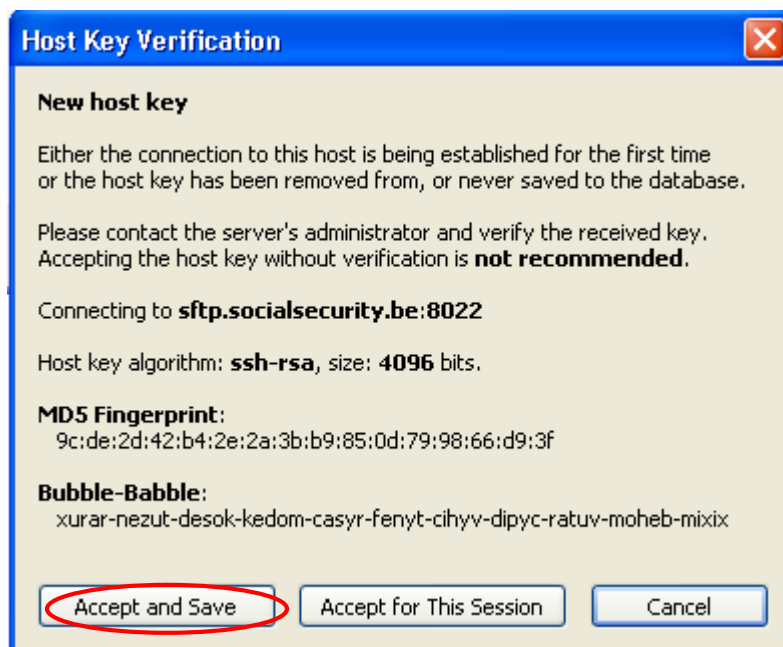 Host Key Verification
New host key
Either the connection to this host is being established for the first time
or the host key has been removed from, or never saved to the database.
Please contact the server's administrator and verify the received key.
Accepting the host key without verification is not recommended.
Connecting to sftp.socialsecurity.be:8022
Host key algorithm: ssh-rsa, size: 4096 bits.
MD5 Fingerprint:
9c:de:2d:42:b4:2e:2a:3b:b9:85:0d:79:98:66:d9:3f
Bubble-Babble:
xurar-nezut-desok-kedom-casyr-fenyt-cihyv-dipyc-ratuv-moheb-mixix
Accept and Save Accept for This Session Cancel